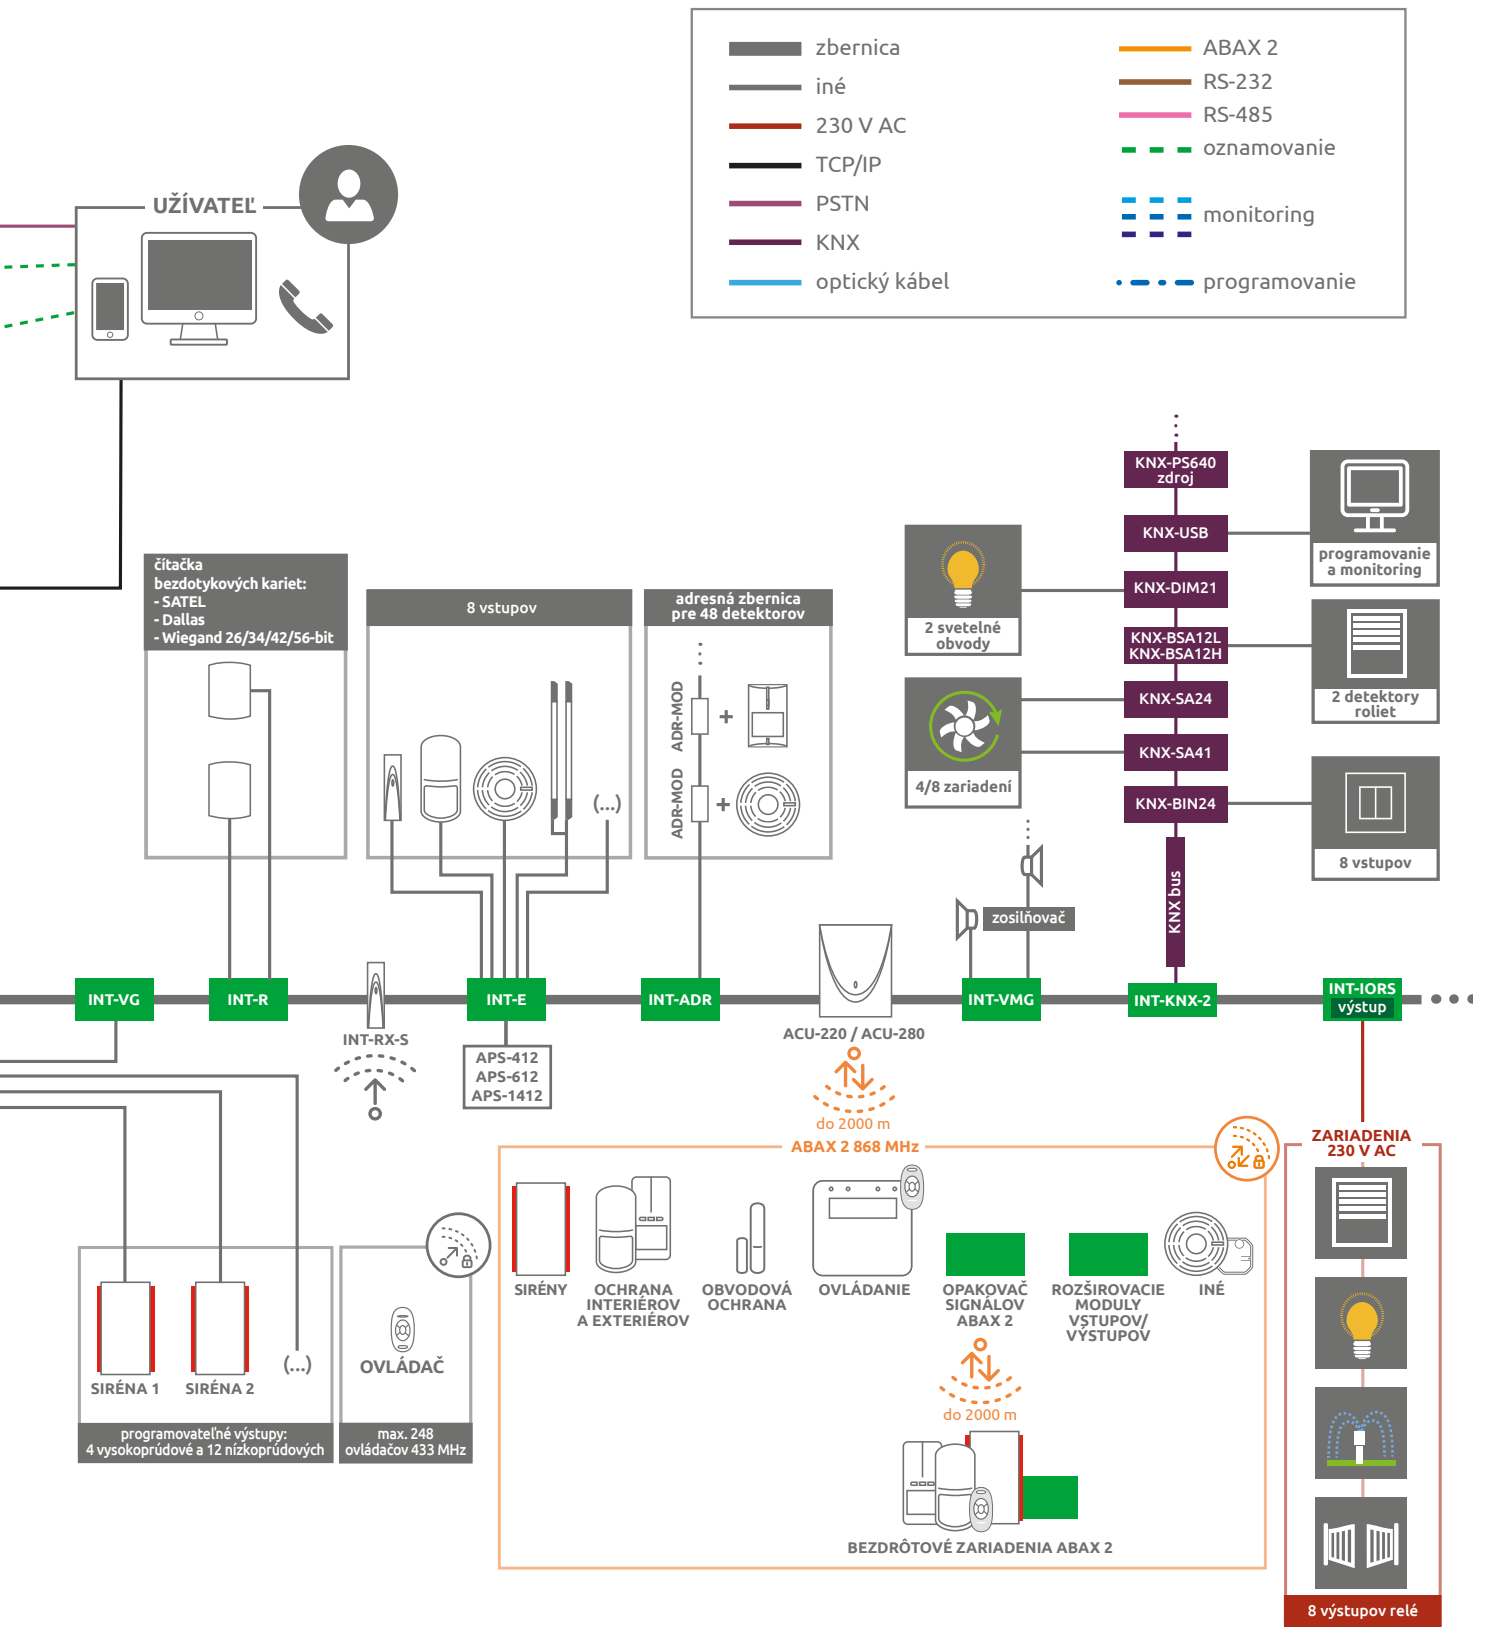 zbernica
iné
230 V AC
TCP/IP
PSTN
KNX
optický kábel
ABAX 2
RS-232
RS-485
oznamovanie
monitoring
programovanie
UŽÍVATEĽ
čítačka
bezdotykových kariet:
- SATEL
- Dallas
- Wiegand 26/34/42/56-bit
8 vstupov
(...)
adresná zbernica
pre 48 detektorov
ADR-MOD
+
ADR-MOD
+
2 svetelné
obvody
4/8 zariadení
KNX-PS640
zdroj
KNX-USB
KNX-DIM21
KNX-BSA12L
KNX-BSA12H
KNX-SA24
KNX-SA41
KNX-BIN24
KNX bus
programovanie
a monitoring
2 detektory
roliet
8 vstupov
zosilňovač
INT-VG
INT-R
INT-RX-S
INT-E
APS-412
APS-612
APS-1412
INT-ADR
ACU-220 / ACU-280
do 2000 m
INT-VMG
INT-KNX-2
INT-IORS
výstup
ABAX 2 868 MHz
SIRÉNY
OCHRANA
INTERIÉROV
A EXTERIÉROV
OBVODOVÁ
OCHRANA
OVLÁDANIE
OPAKOVAČ
SIGNÁLOV
ABAX 2
ROZŠIROVACIE
MODULY
VSTUPOV/
VÝSTUPOV
INÉ
do 2000 m
BEZDRÔTOVÉ ZARIADENIA ABAX 2
ZARIADENIA
230 V AC
8 výstupov relé
SIRÉNA 1
SIRÉNA 2
(...)
programovateľné výstupy:
4 vysokoprúdové a 12 nízkoprúdových
OVLÁDAČ
max. 248
ovládačov 433 MHz